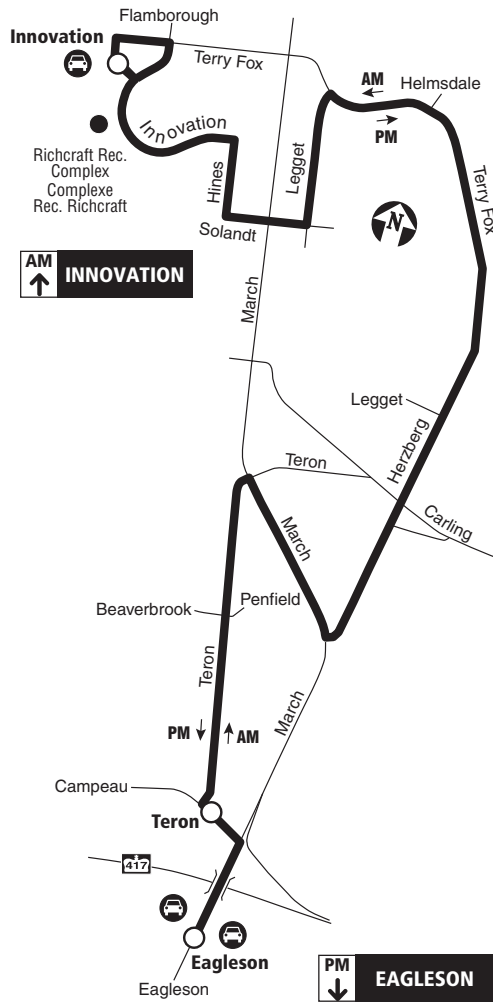 Flamborough
Innovation
Terry Fox
AM
Helmsdale
PM
Innovation
Richcraft Rec.
Complex
Complexe
Rec. Richcraft
Hines
Legget
Terry Fox
N
Solandt
AM
INNOVATION
March
Legget
Herzberg
Teron
Carling
March
Beaverbrook
Penfield
Teron
March
PM
AM
Campeau
Teron
417
Eagleson
Eagleson
PM
EAGLESON